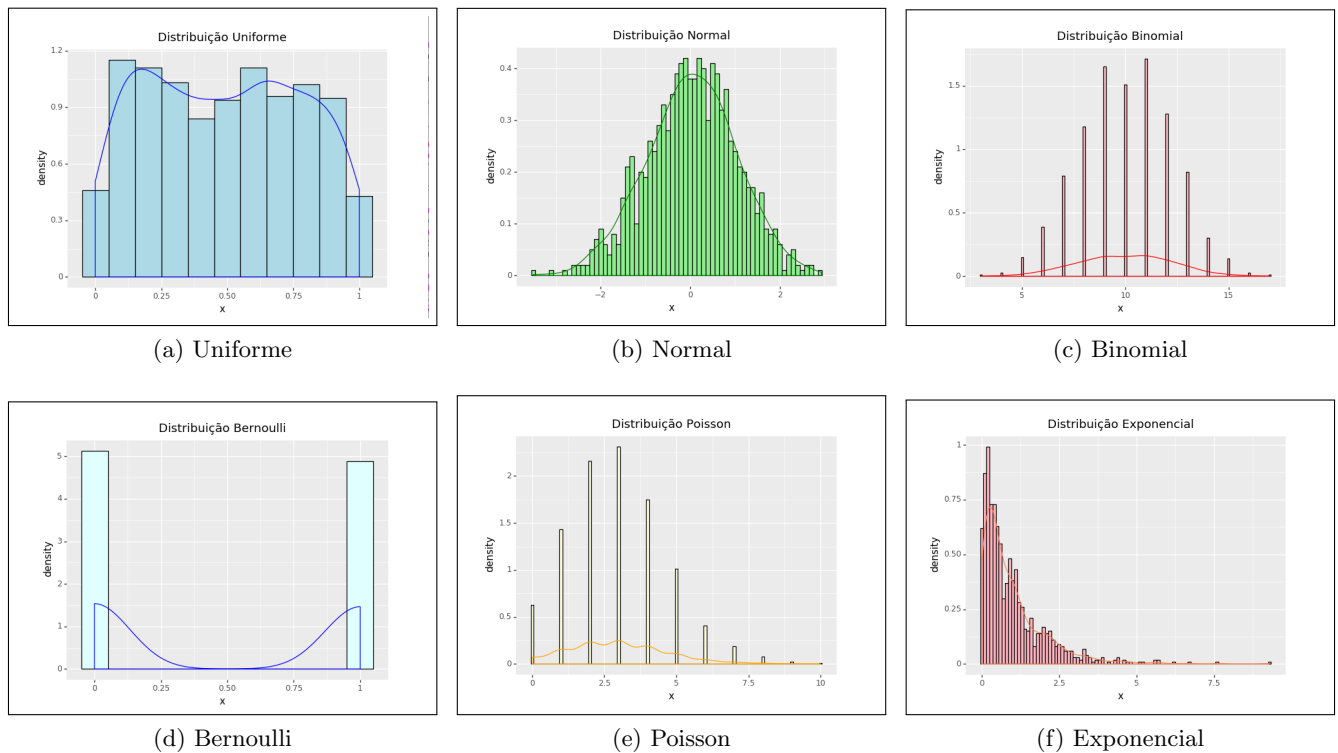 Distribuição Uniforme
1.2
0.9
0.6
0.3
0
density
0
0.25
0.50
0.75
1
x
(a) Uniforme
Distribuição Normal
0.4
0.3
0.2
0.1
0.0
density
−2
0
2
x
(b) Normal
Distribuição Binomial
1.5
1
0.5
0
density
5
10
15
x
(c) Binomial
Distribuição Bernoulli
5
4
3
2
1
0
density
0
0.25
0.50
0.75
1
x
(d) Bernoulli
Distribuição Poisson
2
1.5
1
0.5
0
density
0
2.5
5
7.5
10
x
(e) Poisson
Distribuição Exponencial
1
0.75
0.50
0.25
0
density
0
2.5
5
7.5
x
(f) Exponencial